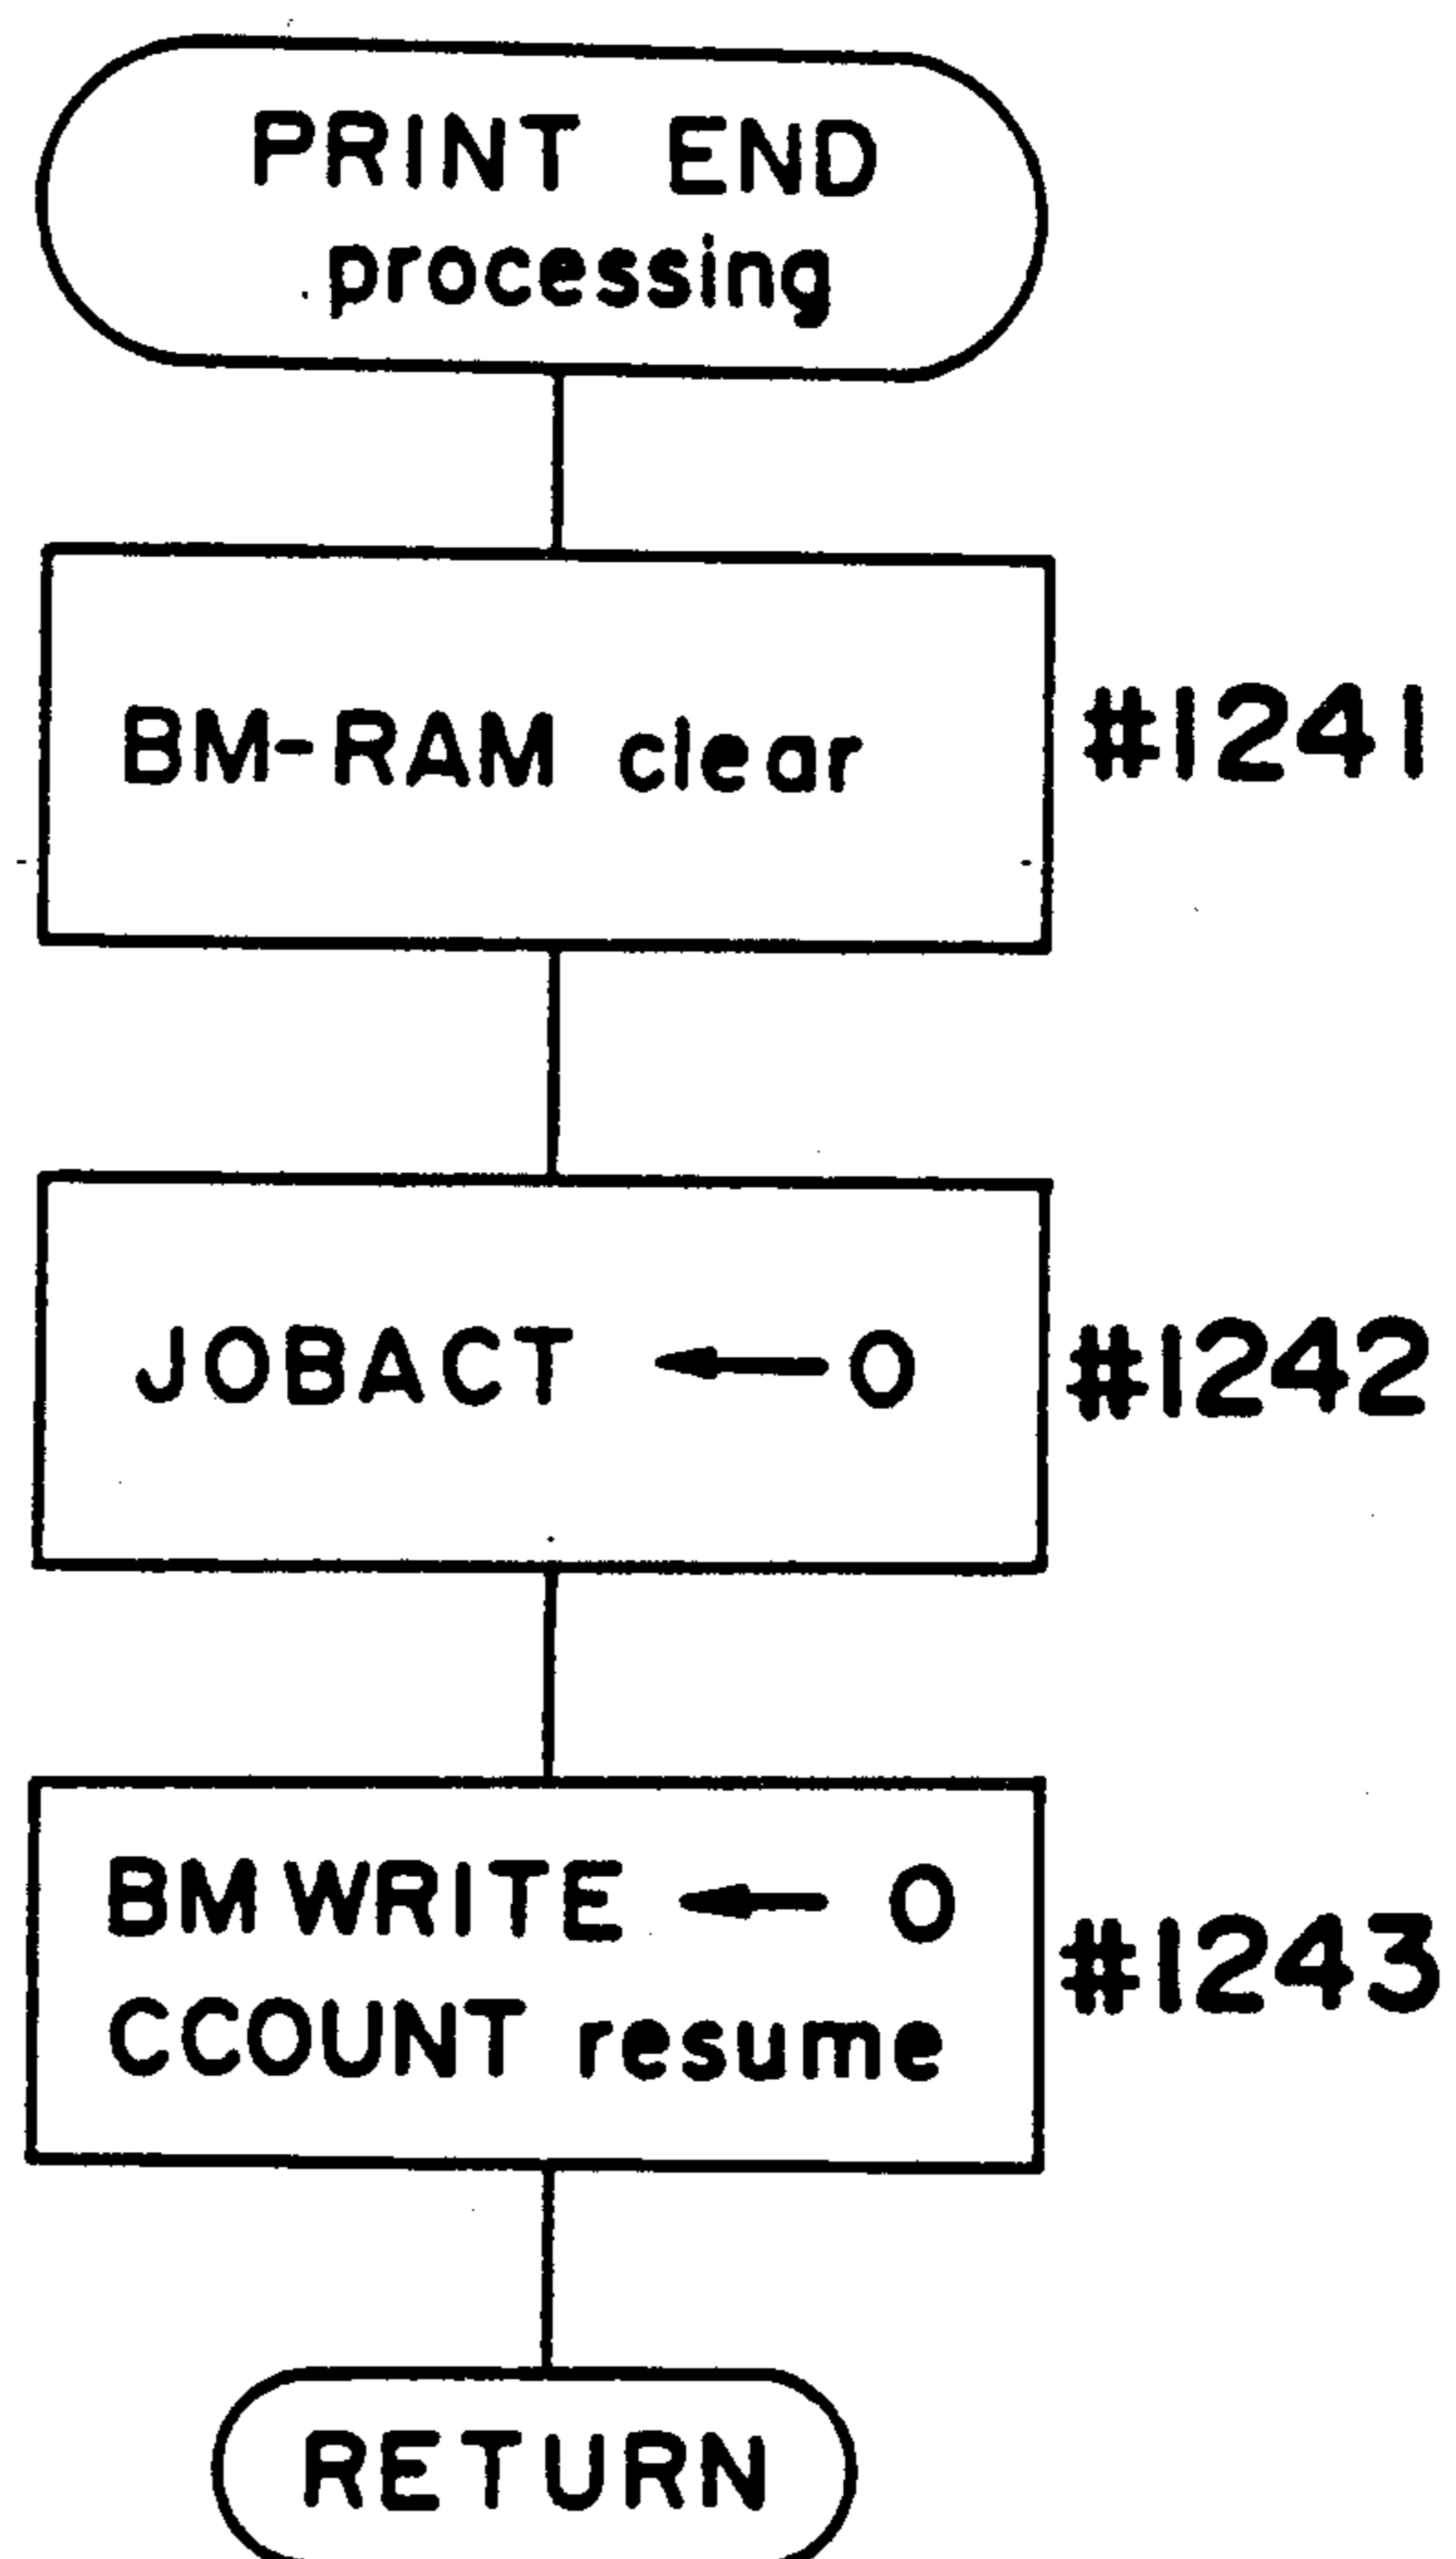 PRINT END
processing
BM-RAM clear
#1241
JOBACT ← 0
#1242
BMWRITE ← 0
CCOUNT resume
#1243
RETURN